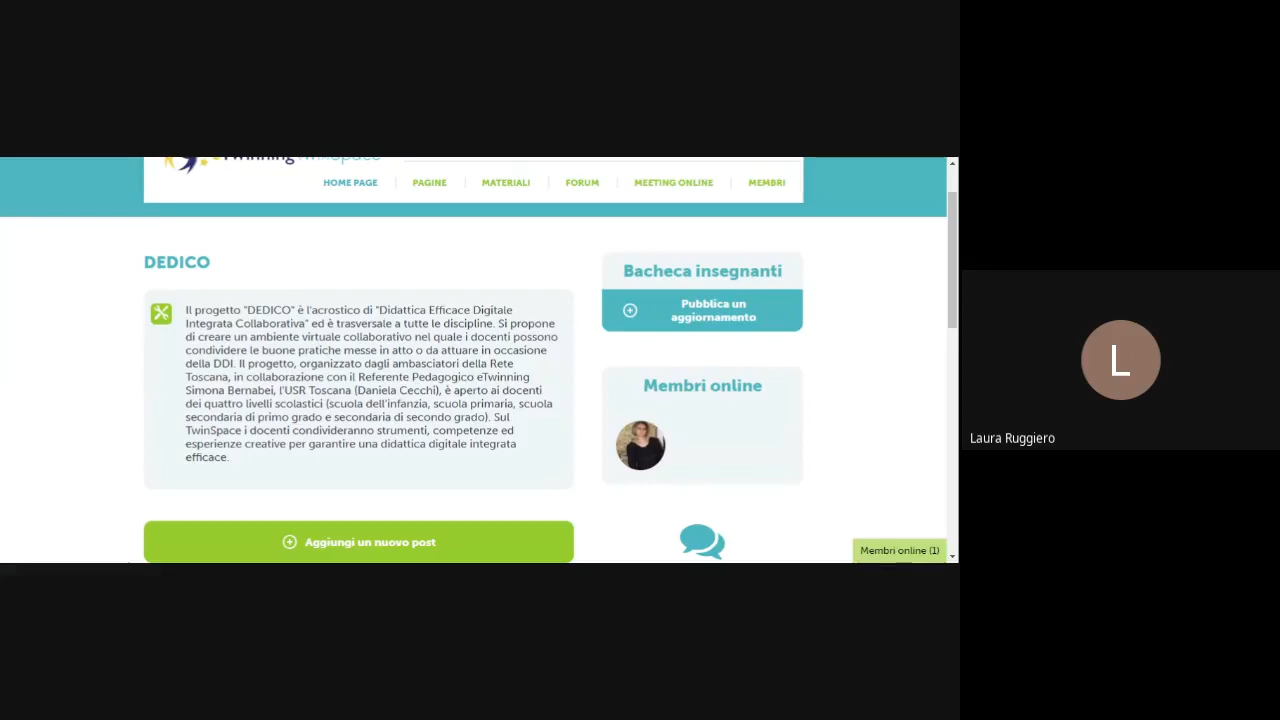 eTwinning TwinSpace
HOME PAGE
PAGINE
MATERIALI
FORUM
MEETING ONLINE
MEMBRI
DEDICO
Il progetto "DEDICO" è l'acrostico di "Didattica Efficace Digitale
Integrata Collaborativa" ed è trasversale a tutte le discipline. Si propone
di creare un ambiente virtuale collaborativo nel quale i docenti possono
condividere le buone pratiche messe in atto o da attuare in occasione
della DDI. Il progetto, organizzato dagli ambasciatori della Rete
Toscana, in collaborazione con il Referente Pedagogico eTwinning
Simona Bernabei, l'USR Toscana (Daniela Cecchi), è aperto ai docenti
dei quattro livelli scolastici (scuola dell'infanzia, scuola primaria, scuola
secondaria di primo grado e secondaria di secondo grado). Sul
TwinSpace i docenti condivideranno strumenti, competenze ed
esperienze creative per garantire una didattica digitale integrata
efficace.
Aggiungi un nuovo post
Bacheca insegnanti
Pubblica un
aggiornamento
Membri online
Membri online (1)
L
Laura Ruggiero